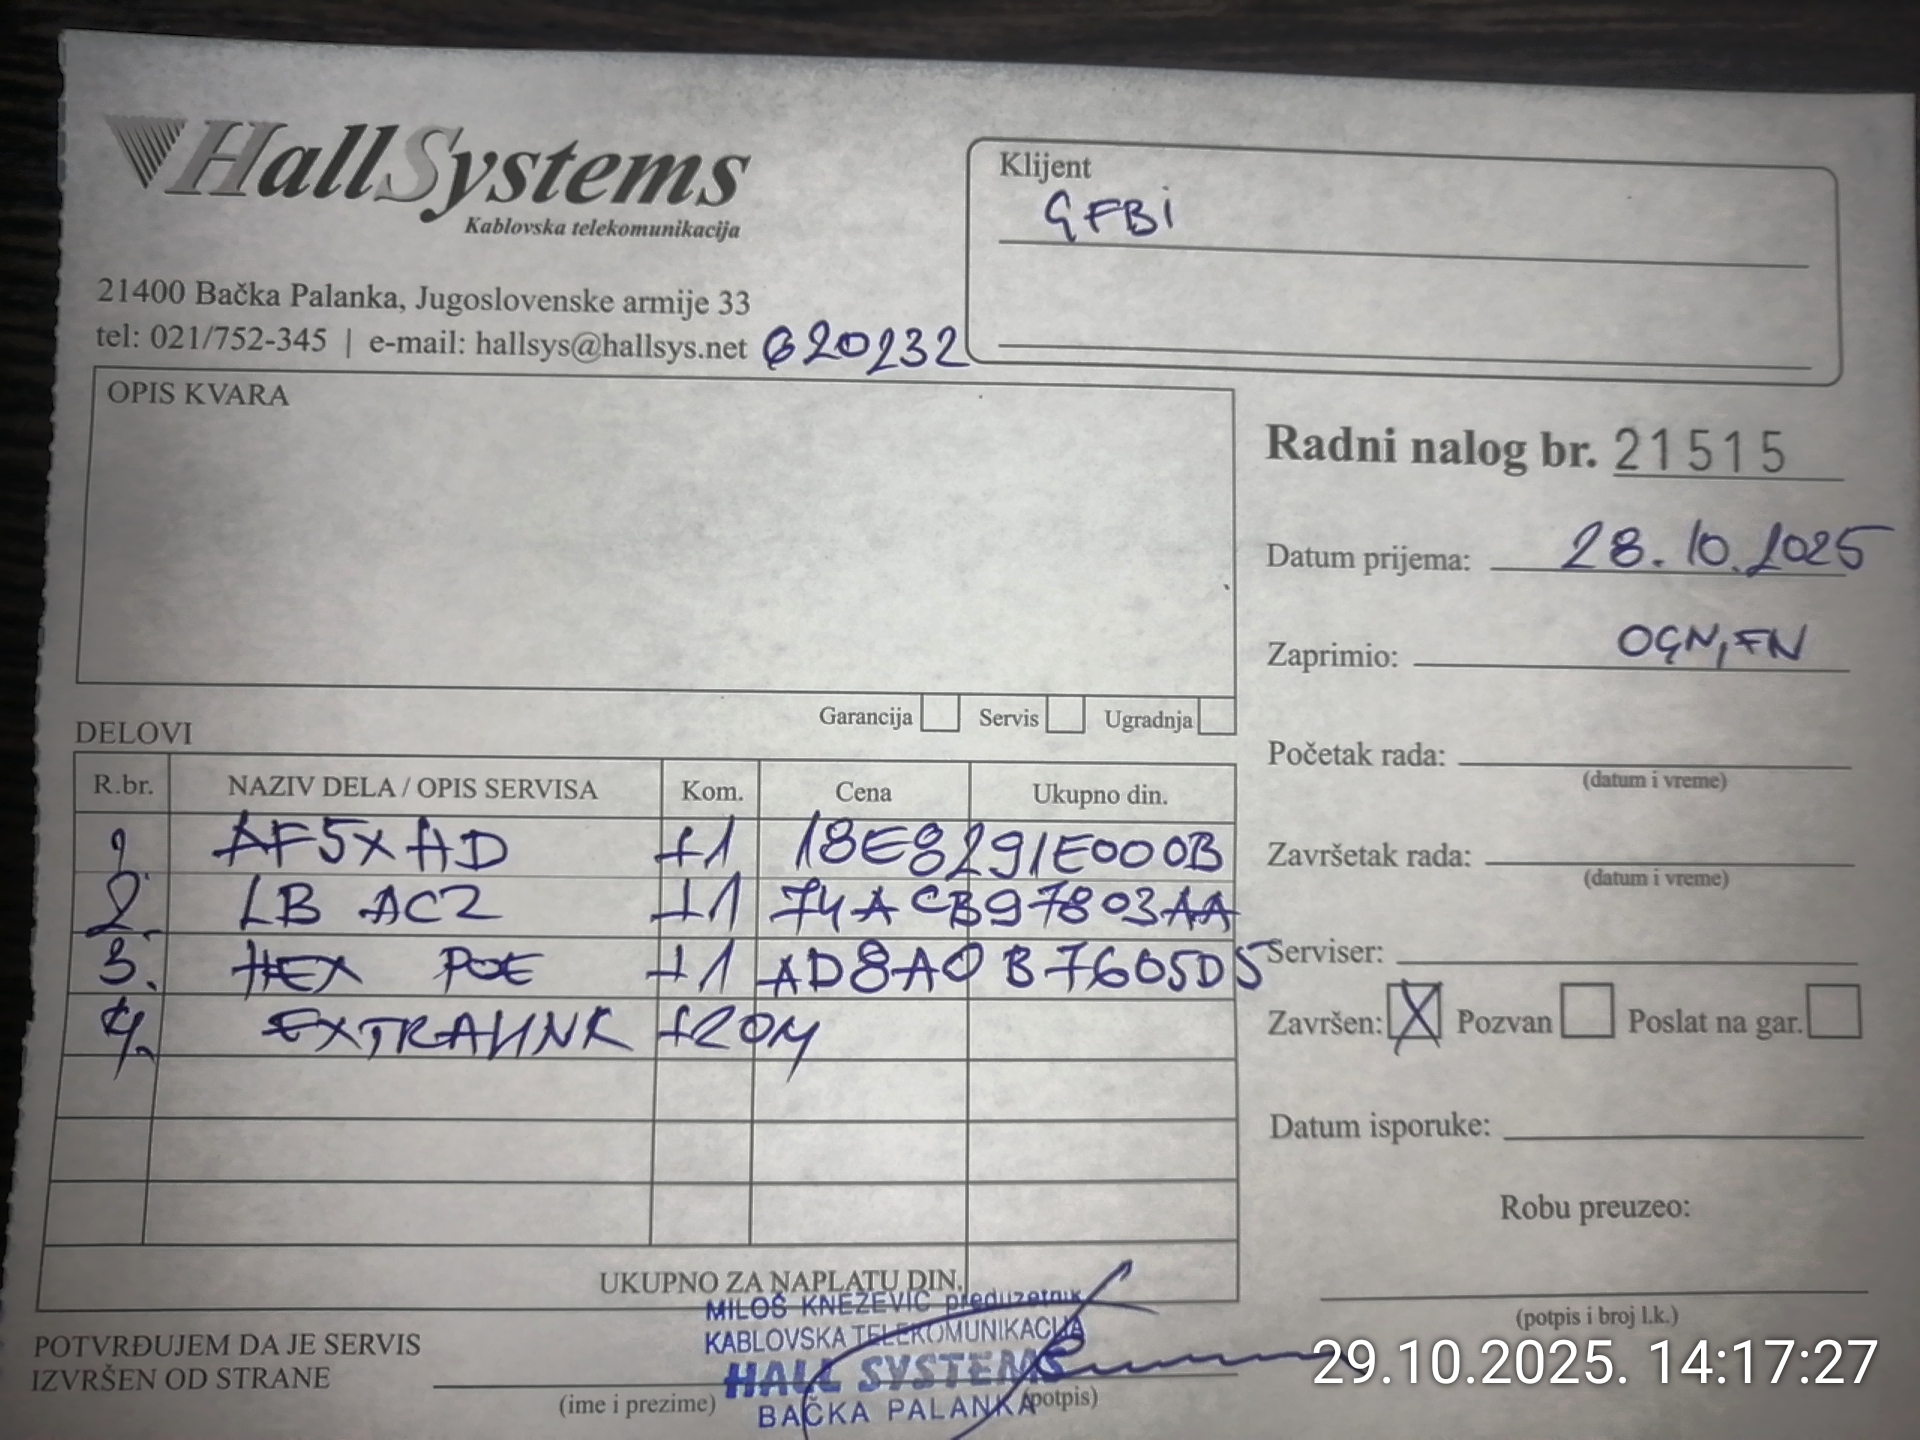 HallSystems
Kablovska telekomunikacija
21400 Bačka Palanka, Jugoslovenske armije 33
tel: 021/752-345 | e-mail: hallsys@hallsys.net 620232
Klijent
GFBI
OPIS KVARA
Garancija Servis Ugradnja
Radni nalog br. 21515
Datum prijema: 28.10.2025
Zaprimio: OGN, FN
Početak rada:
(datum i vreme)
Završetak rada:
(datum i vreme)
Serviser:
Završen: X Pozvan Poslat na gar.
Datum isporuke:
Robu preuzeo:
(potpis i broj l.k.)
DELOVI
R.br. NAZIV DELA / OPIS SERVISA Kom. Cena Ukupno din.
1. AF5XHD +1 18E8291E000B
2. LB AC2 +1 74ACB97803AA
3. HEX POE +1 AD8A0B7605D5
4. EXTRALINK +20M
UKUPNO ZA NAPLATU DIN.
MILOŠ KNEŽEVIĆ preduzetnik
KABLOVSKA TELEKOMUNIKACIJA
HALL SYSTEMS
BAČKA PALANKA
POTVRĐUJEM DA JE SERVIS
IZVRŠEN OD STRANE
(ime i prezime) (potpis)
29.10.2025. 14:17:27